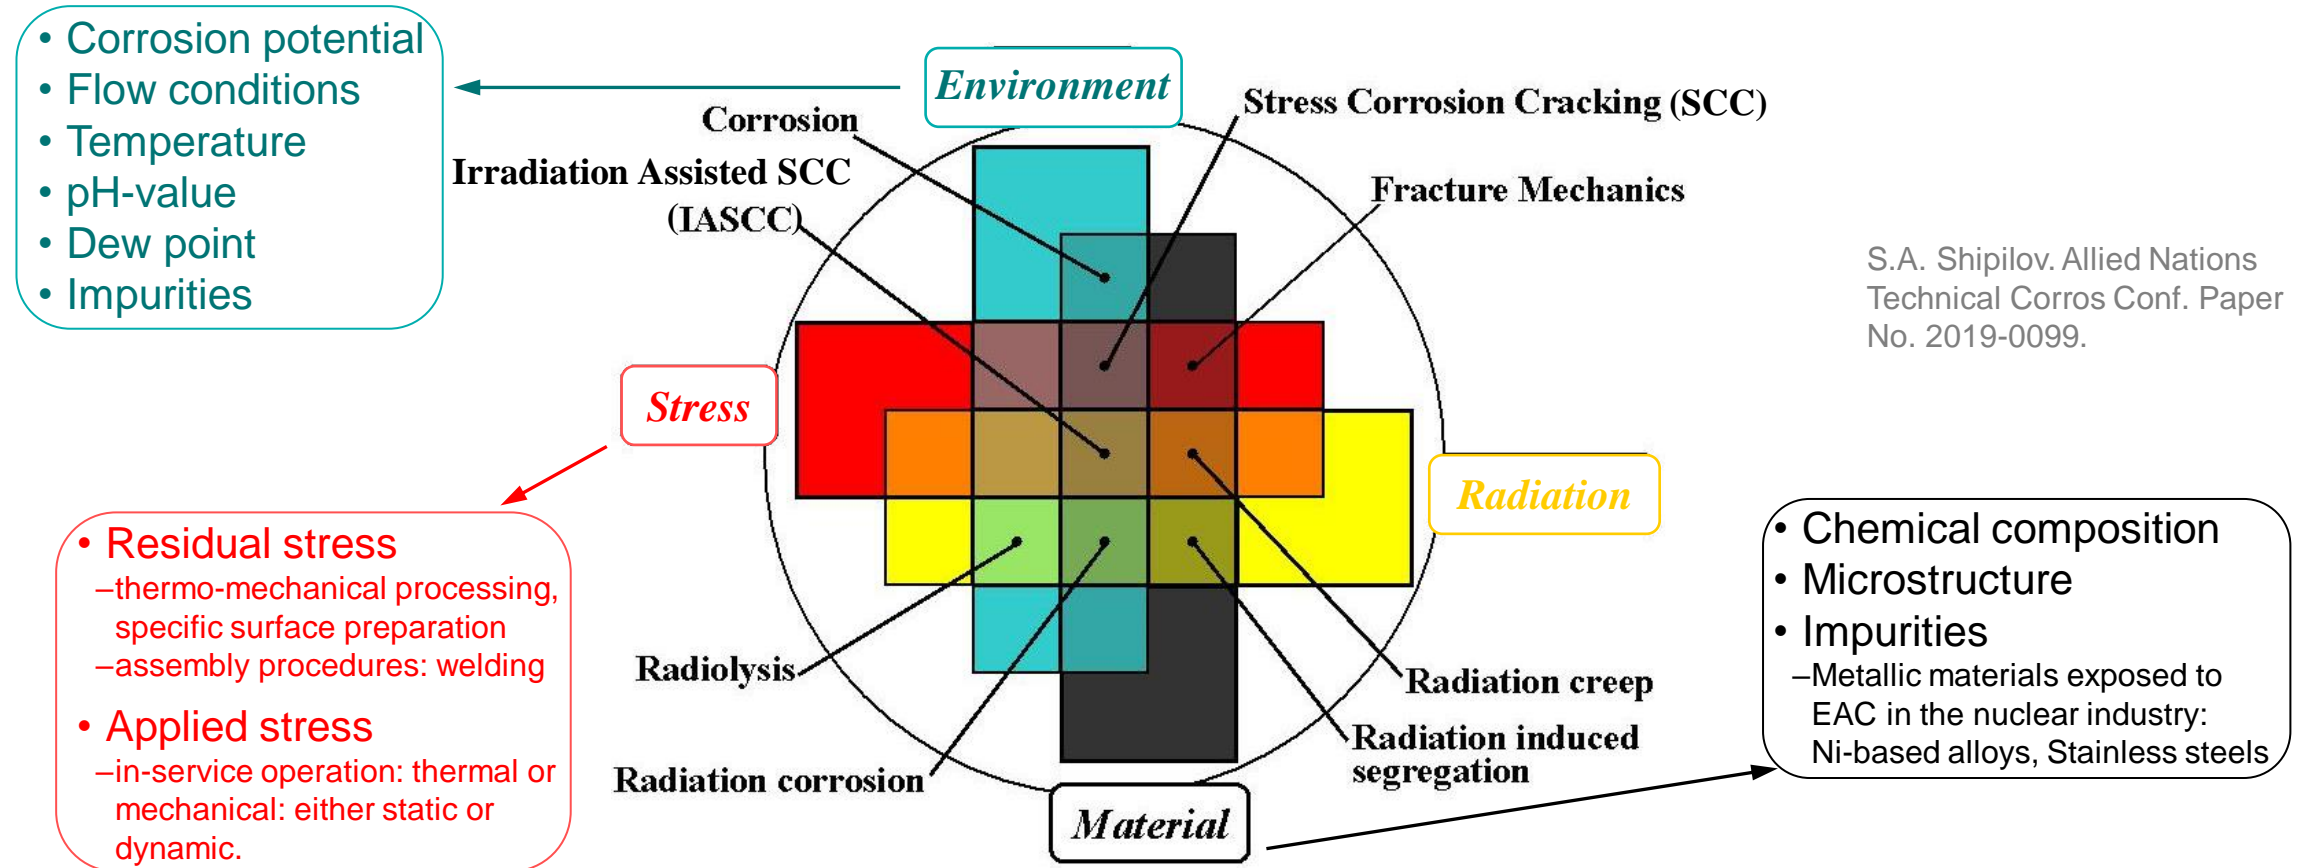 • Corrosion potential
• Flow conditions
• Temperature
• pH-value
• Dew point
• Impurities
Environment
Corrosion
Irradiation Assisted SCC
(IASCC)
Stress Corrosion Cracking (SCC)
Fracture Mechanics
S.A. Shipilov. Allied Nations
Technical Corros Conf. Paper
No. 2019-0099.
Stress
Radiation
• Residual stress
–thermo-mechanical processing,
specific surface preparation
–assembly procedures: welding
• Applied stress
–in-service operation: thermal or
mechanical: either static or
dynamic.
Radiolysis
Radiation corrosion
Radiation creep
Radiation induced
segregation
Material
• Chemical composition
• Microstructure
• Impurities
–Metallic materials exposed to
EAC in the nuclear industry:
Ni-based alloys, Stainless steels